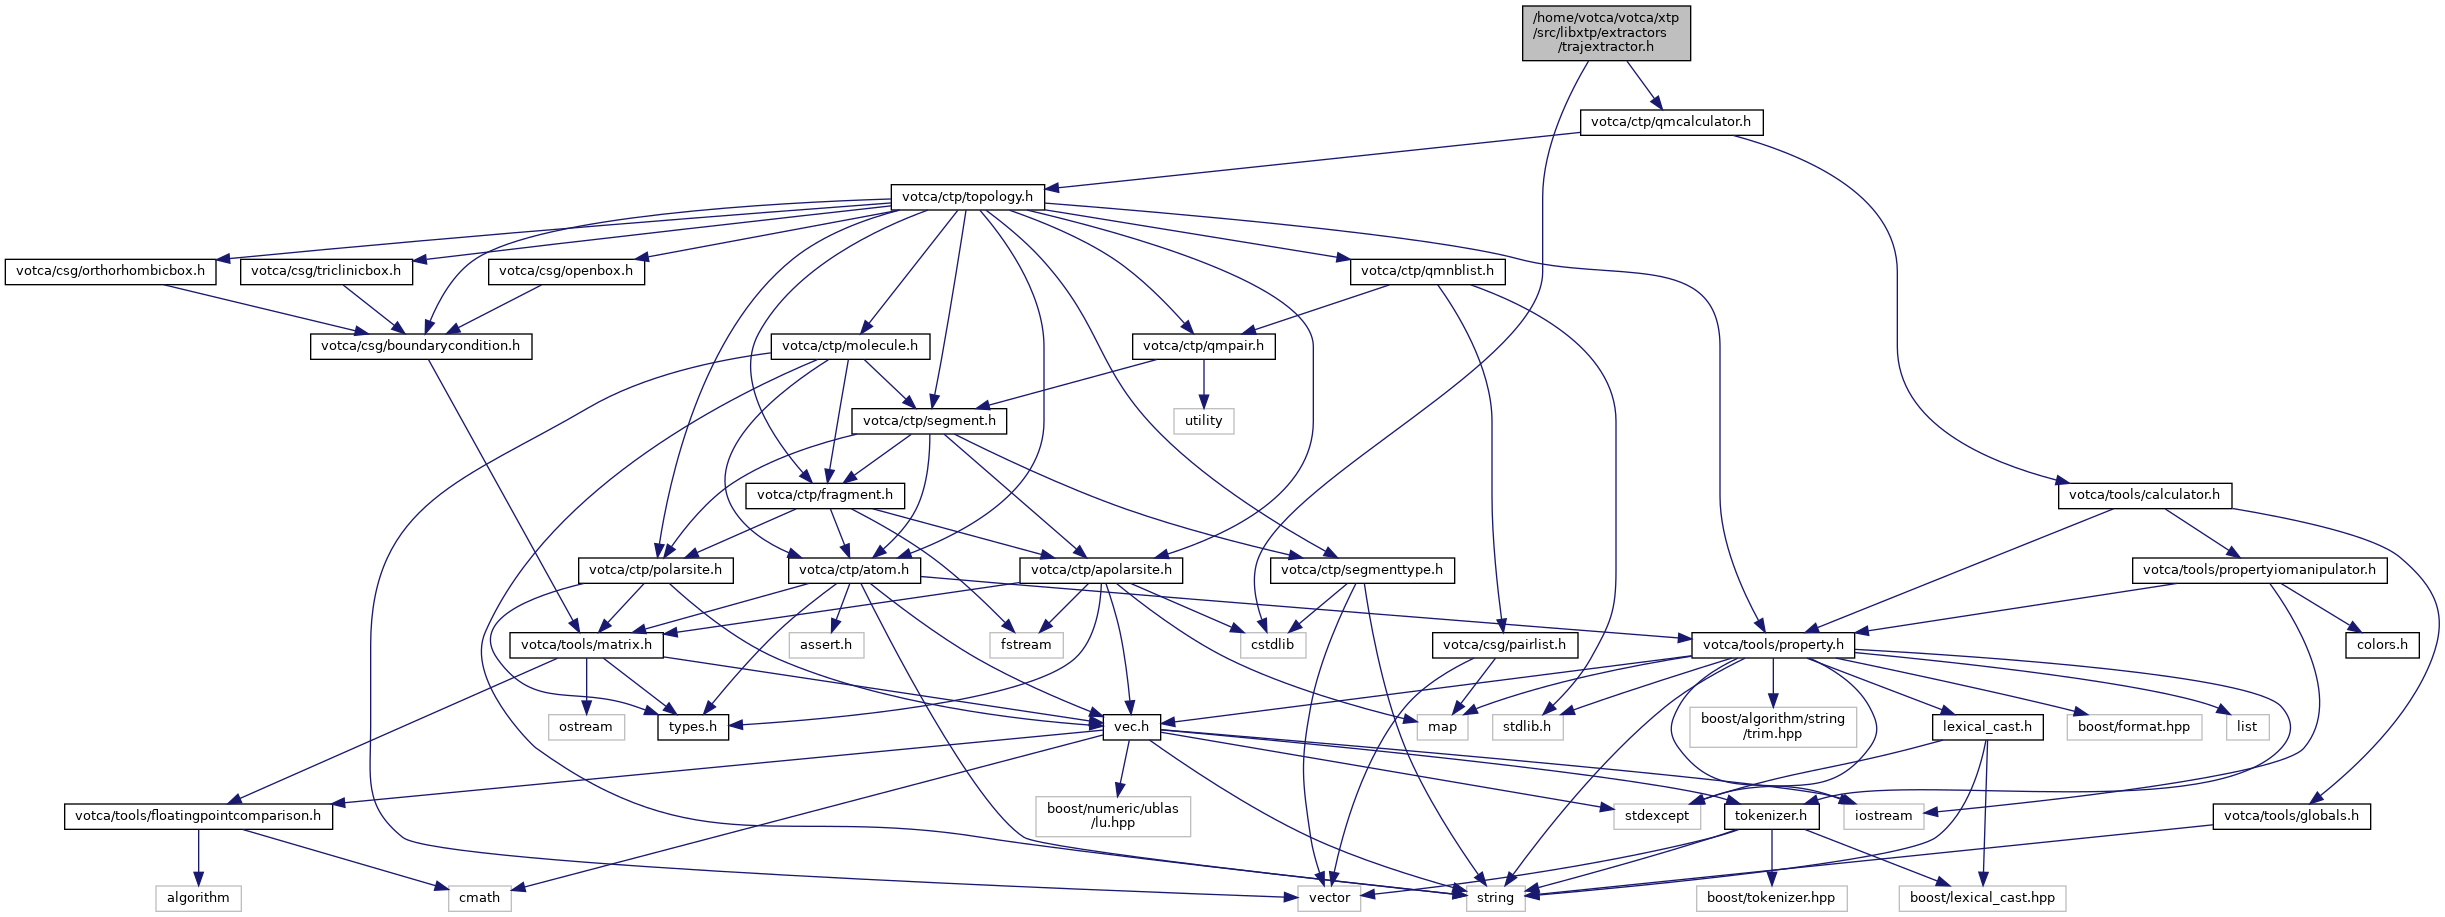 /home/votca/votca/xtp
/src/libxtp/extractors
/trajextractor.h
votca/ctp/qmcalculator.h
votca/ctp/topology.h
votca/csg/orthorhombicbox.h
votca/csg/triclinicbox.h
votca/csg/openbox.h
votca/ctp/qmnblist.h
votca/csg/boundarycondition.h
votca/ctp/molecule.h
votca/ctp/qmpair.h
votca/ctp/segment.h
utility
votca/ctp/fragment.h
votca/tools/calculator.h
votca/ctp/polarsite.h
votca/ctp/atom.h
votca/ctp/apolarsite.h
votca/ctp/segmenttype.h
votca/tools/propertyiomanipulator.h
votca/tools/matrix.h
assert.h
fstream
cstdlib
votca/csg/pairlist.h
votca/tools/property.h
colors.h
ostream
types.h
vec.h
map
stdlib.h
boost/algorithm/string
/trim.hpp
lexical_cast.h
boost/format.hpp
list
votca/tools/floatingpointcomparison.h
boost/numeric/ublas
/lu.hpp
stdexcept
tokenizer.h
iostream
votca/tools/globals.h
algorithm
cmath
vector
string
boost/tokenizer.hpp
boost/lexical_cast.hpp